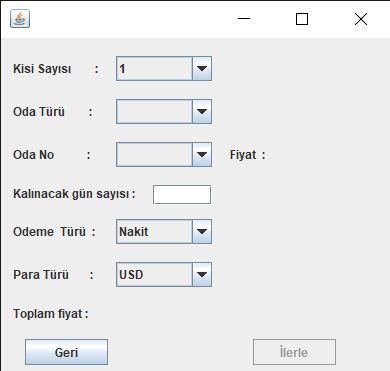 Kisi Sayısı : 1
Oda Türü :
Oda No : Fiyat :
Kalınacak gün sayısı :
Odeme Türü : Nakit
Para Türü : USD
Toplam fiyat :
Geri İlerle